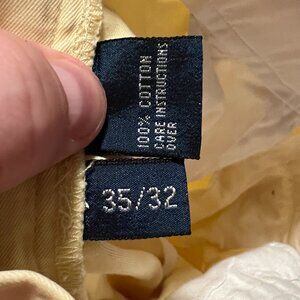 100% COTTON
CARE INSTRUCTIONS
OVER
35/32